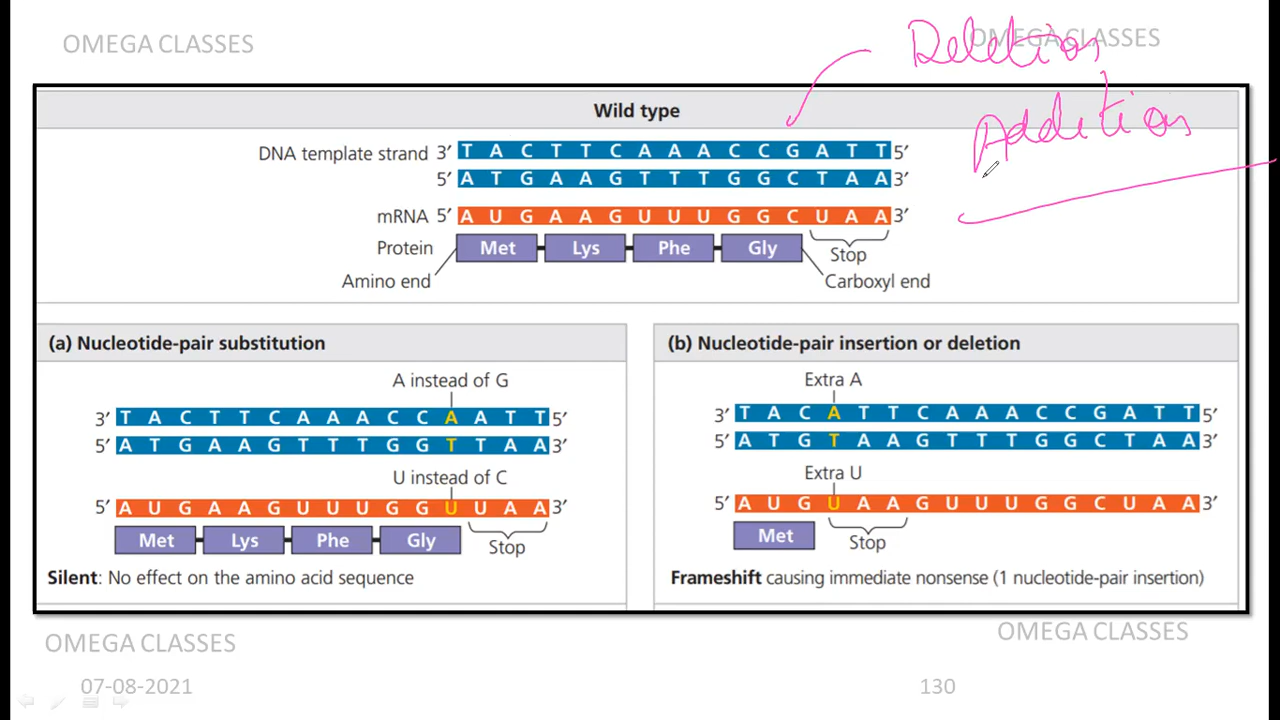 OMEGA CLASSES
OMEGA CLASSES
Deletion
Addition
Wild type
DNA template strand 3′ T A C T T C A A A C C G A T T 5′
5′ A T G A A G T T T G G C T A A 3′
mRNA 5′ A U G A A G U U U G G C U A A 3′
Protein Met Lys Phe Gly Stop
Amino end Carboxyl end
(a) Nucleotide-pair substitution
A instead of G
3′ T A C T T C A A A C C A A T T 5′
5′ A T G A A G T T T G G T T A A 3′
U instead of C
5′ A U G A A G U U U G G U U A A 3′
Met Lys Phe Gly Stop
Silent: No effect on the amino acid sequence
(b) Nucleotide-pair insertion or deletion
Extra A
3′ T A C A T T C A A A C C G A T T 5′
5′ A T G T A A G T T T G G C T A A 3′
Extra U
5′ A U G U A A G U U U G G C U A A 3′
Met Stop
Frameshift causing immediate nonsense (1 nucleotide-pair insertion)
OMEGA CLASSES
OMEGA CLASSES
07-08-2021
130